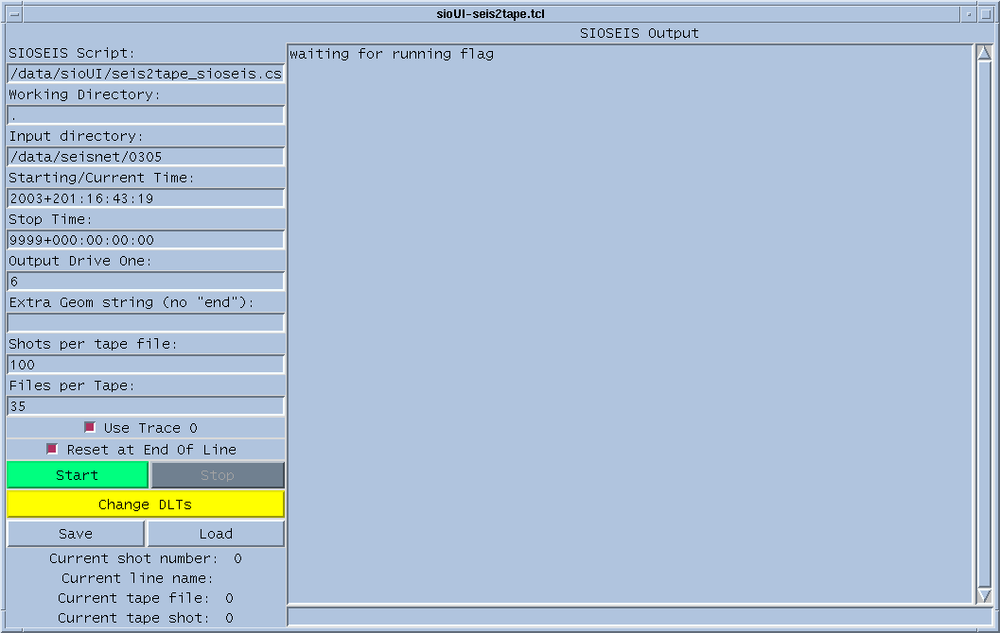 sioUI-seis2tape.tcl
SIOSEIS Output
SIOSEIS Script:
/data/sioUI/seis2tape_sioseis.cs
Working Directory:
.
Input directory:
/data/seisnet/0305
Starting/Current Time:
2003+201:16:43:19
Stop Time:
9999+000:00:00:00
Output Drive One:
6
Extra Geom string (no "end"):
Shots per tape file:
100
Files per Tape:
35
Use Trace 0
Reset at End Of Line
Start Stop
Change DLTs
Save Load
Current shot number: 0
Current line name:
Current tape file: 0
Current tape shot: 0
waiting for running flag